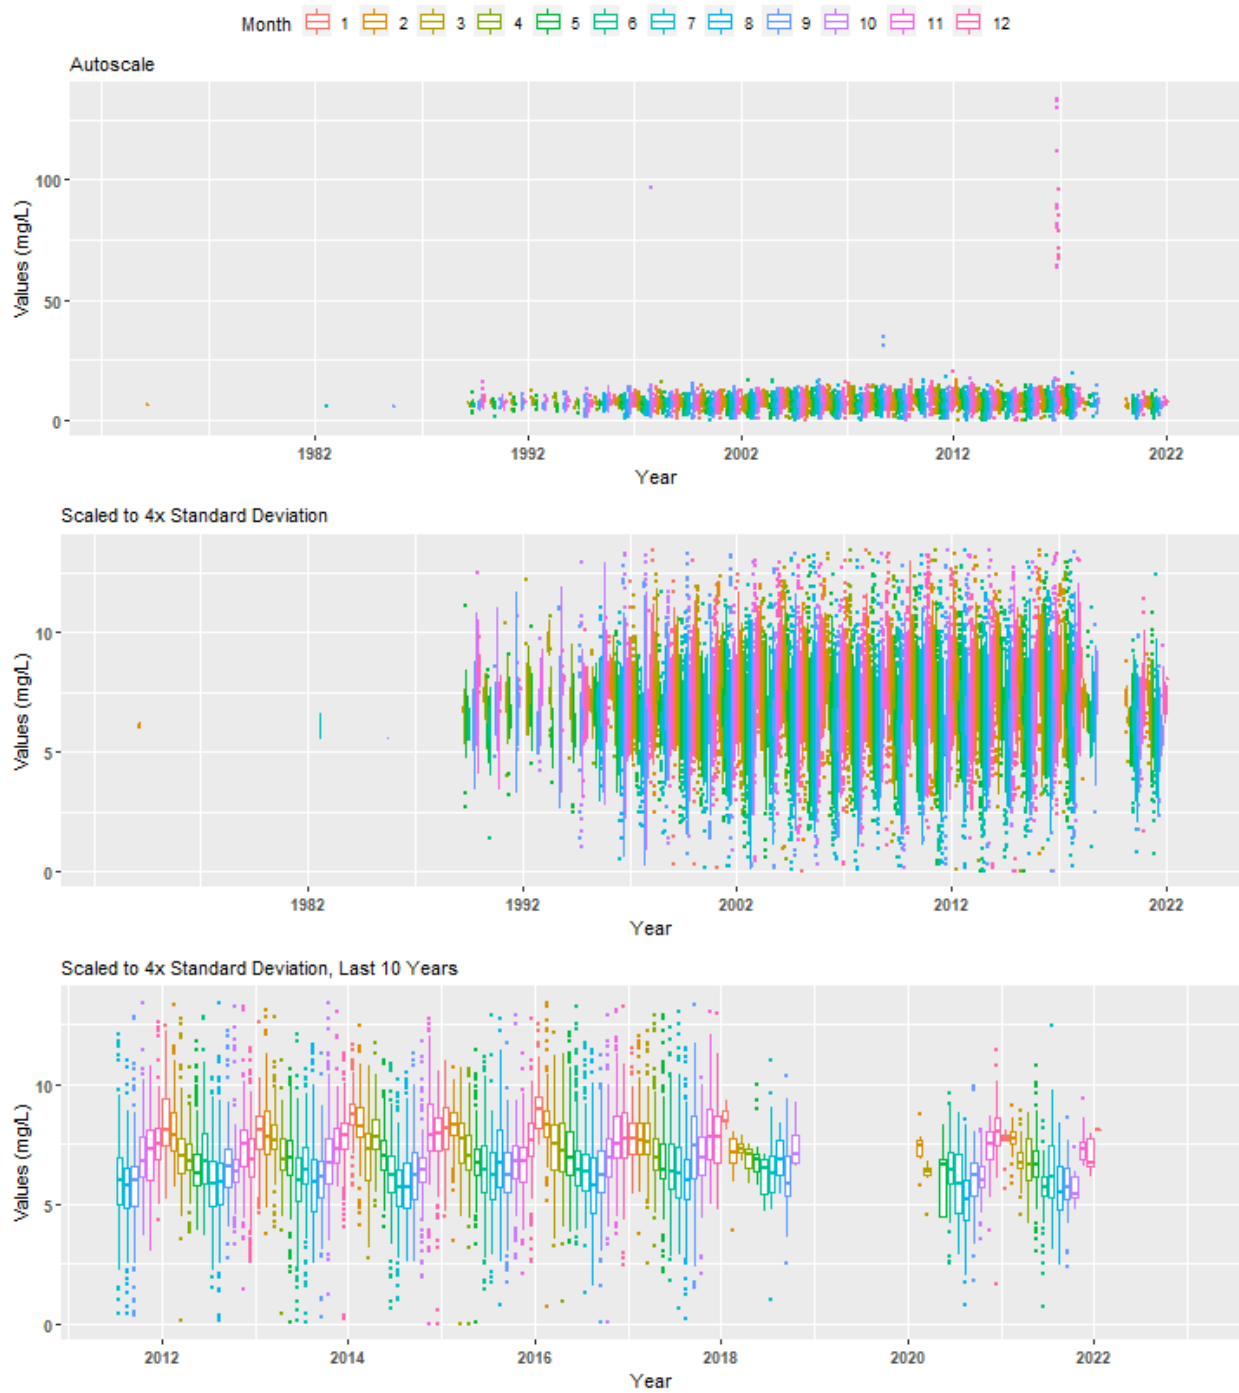 Month 1 2 3 4 5 6 7 8 9 10 11 12
Autoscale
Values (mg/L)
100
50
0
1982 1992 2002 2012 2022
Year
Scaled to 4x Standard Deviation
Values (mg/L)
10
5
0
1982 1992 2002 2012 2022
Year
Scaled to 4x Standard Deviation, Last 10 Years
Values (mg/L)
10
5
0
2012 2014 2016 2018 2020 2022
Year